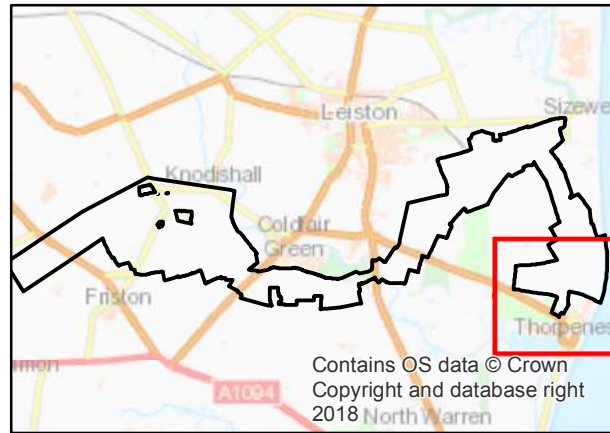 Leiston
Sizewe
Knodishall
Coldfair
Green
Friston
Thorpenes
mon
A1094
North Warren
Contains OS data © Crown
Copyright and database right
2018